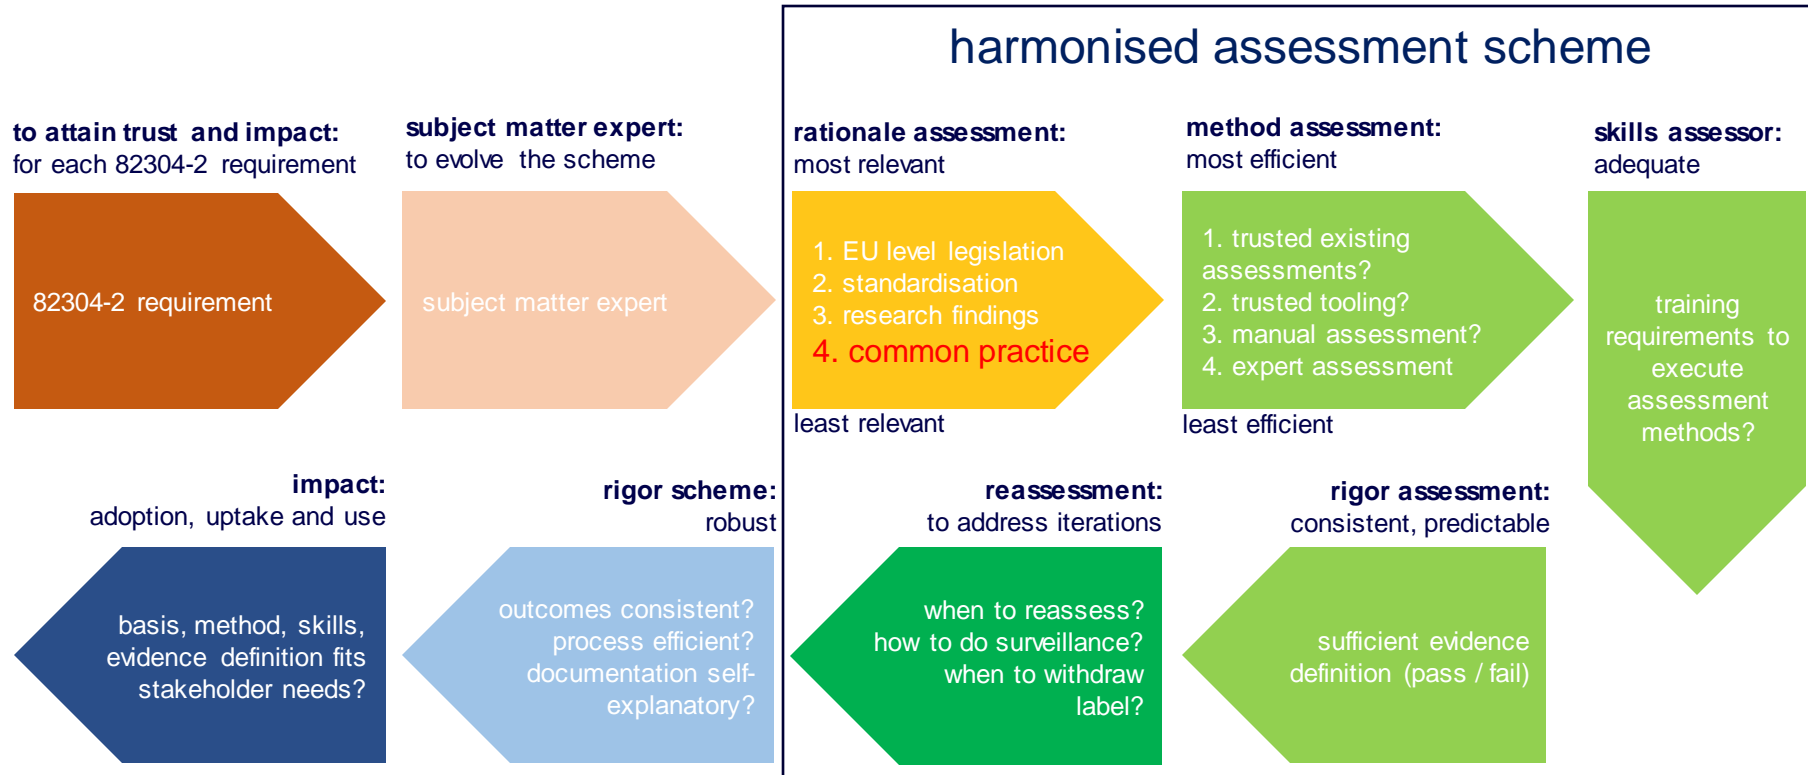 harmonised assessment scheme
to attain trust and impact:
for each 82304-2 requirement
82304-2 requirement
subject matter expert:
to evolve the scheme
subject matter expert
rationale assessment:
most relevant
1. EU level legislation
2. standardisation
3. research findings
4. common practice
least relevant
method assessment:
most efficient
1. trusted existing
assessments?
2. trusted tooling?
3. manual assessment?
4. expert assessment
least efficient
skills assessor:
adequate
training
requirements to
execute
assessment
methods?
rigor assessment:
consistent, predictable
sufficient evidence
definition (pass / fail)
reassessment:
to address iterations
when to reassess?
how to do surveillance?
when to withdraw
label?
rigor scheme:
robust
outcomes consistent?
process efficient?
documentation self-
explanatory?
impact:
adoption, uptake and use
basis, method, skills,
evidence definition fits
stakeholder needs?